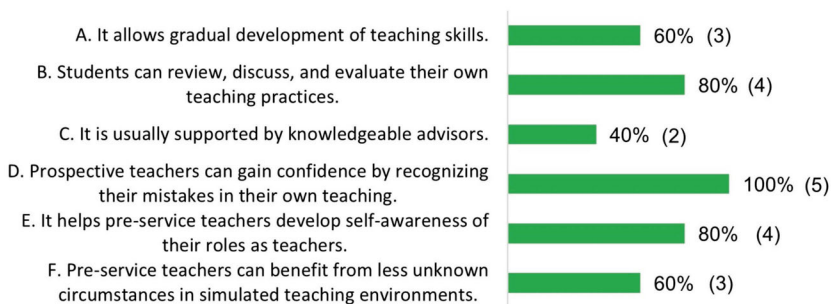 A. It allows gradual development of teaching skills.
60% (3)
B. Students can review, discuss, and evaluate their own
teaching practices.
80% (4)
C. It is usually supported by knowledgeable advisors.
40% (2)
D. Prospective teachers can gain confidence by recognizing
their mistakes in their own teaching.
100% (5)
E. It helps pre-service teachers develop self-awareness of
their roles as teachers.
80% (4)
F. Pre-service teachers can benefit from less unknown
circumstances in simulated teaching environments.
60% (3)